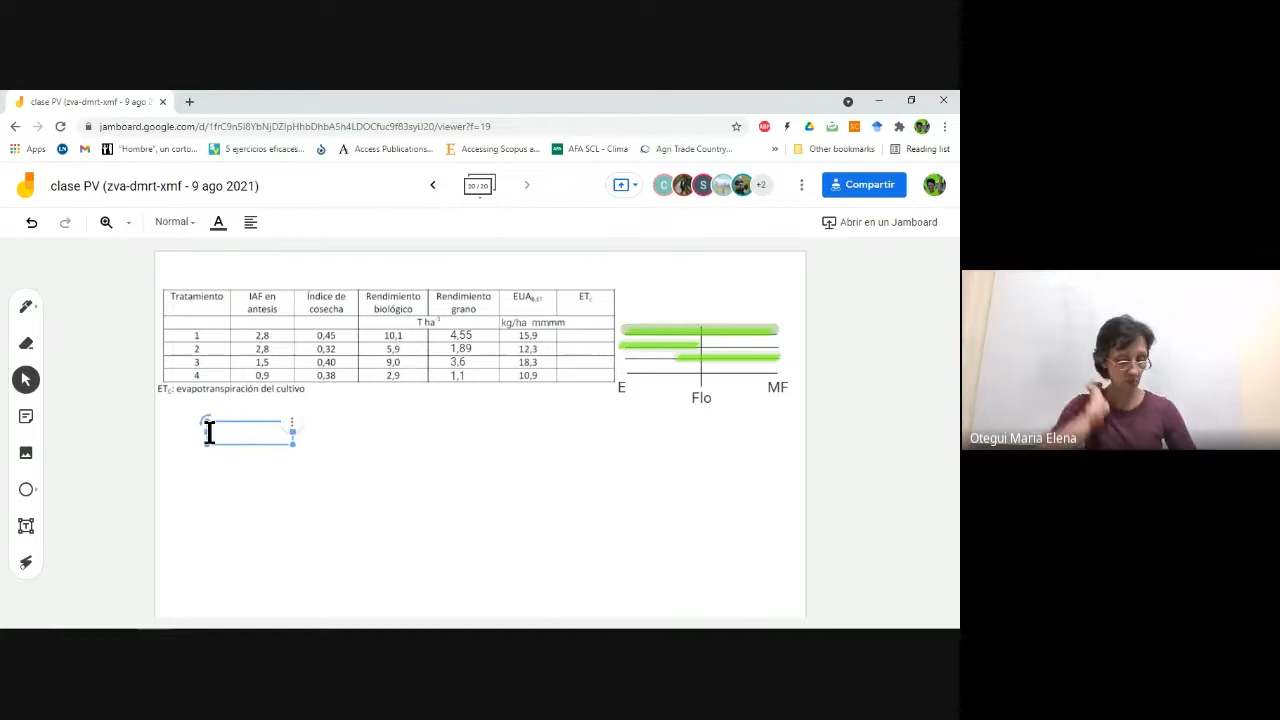 clase PV (zva-dmrt-xmf - 9 ago 2
jamboard.google.com/d/1frC9n5I8YbNjDZIpHhbDhbA5h4LDOCfuc9f83syiJ20/viewer?f=19
Apps "Hombre", un corto... 5 ejercicios eficaces... Access Publications... Accessing Scopus a... AFA SCL - Clima Agri Trade Country... » Other bookmarks Reading list
clase PV (zva-dmrt-xmf - 9 ago 2021) 20 / 20 C S +2 Compartir
Normal A Abrir en un Jamboard
Tratamiento IAF en antesis Índice de cosecha Rendimiento biológico Rendimiento grano EUA B,ET ETc
T ha-1 kg/ha mmmm
1 2,8 0,45 10,1 4,55 15,9
2 2,8 0,32 5,9 1,89 12,3
3 1,5 0,40 9,0 3,6 18,3
4 0,9 0,38 2,9 1,1 10,9
ETC: evapotranspiración del cultivo
E Flo MF
Otegui Maria Elena